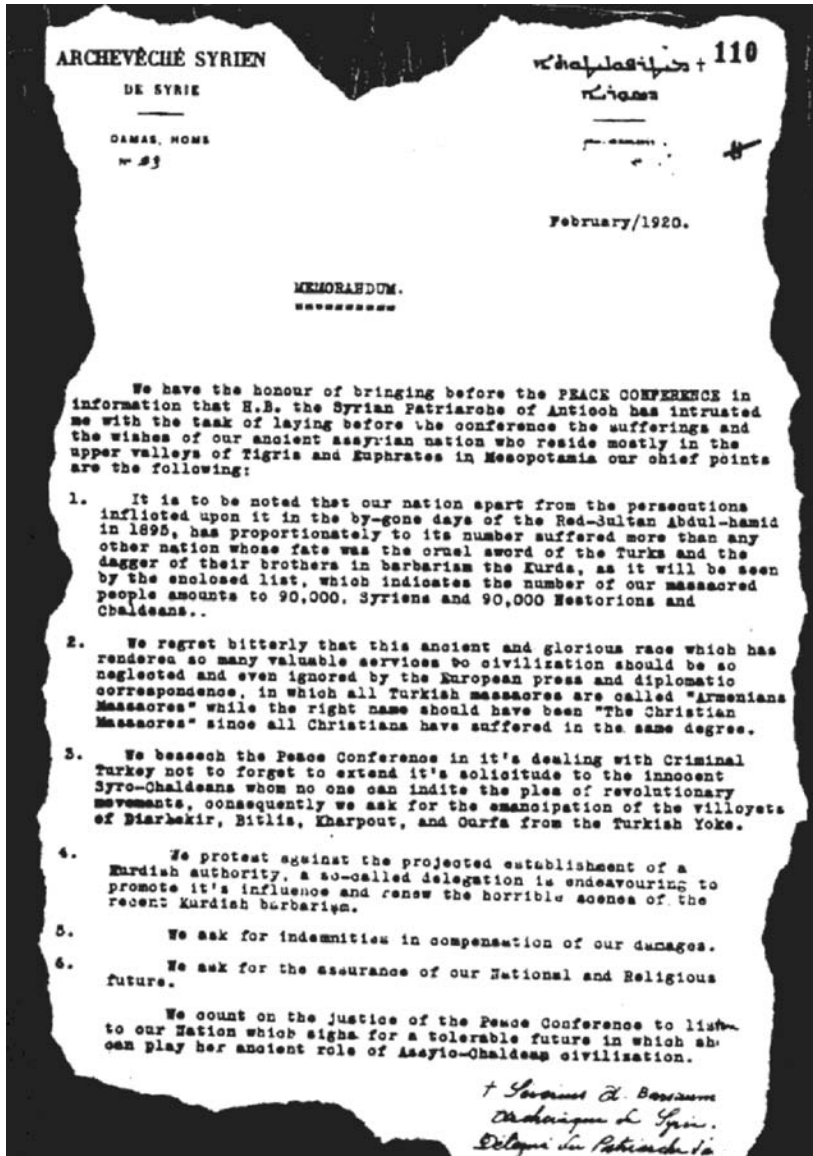 ARCHEVÊCHÉ SYRIEN
DE SYRIE
DAMAS, HOMS
110
February/1920.
MEMORANDUM.
We have the honour of bringing before the PEACE CONFERENCE in
information that H.B. the Syrian Patriarche of Antioch has intrusted
me with the task of laying before the conference the sufferings and
the wishes of our ancient assyrian nation who reside mostly in the
upper valleys of Tigris and Euphrates in Mesopotamia our chief points
are the following:
1. It is to be noted that our nation apart from the persecutions
inflicted upon it in the by-gone days of the Red-Sultan Abdul-hamid
in 1895, has proportionately to its number suffered more than any
other nation whose fate was the cruel sword of the Turks and the
dagger of their brothers in barbarism the Kurds, as it will be seen
by the enclosed list, which indicates the number of our massacred
people amounts to 90,000. Syriens and 90,000 Nestorions and
Chaldeans..
2. We regret bitterly that this ancient and glorious race which has
rendered so many valuable services to civilization should be so
neglected and even ignored by the European press and diplomatic
correspondence, in which all Turkish massacres are called "Armenians
Massacres" while the right name should have been "The Christian
Massacres" since all Christians have suffered in the same degree.
3. We beseech the Peace Conference in it's dealing with Criminal
Turkey not to forget to extend it's solicitude to the innocent
Syro-Chaldeans whom no one can indite the plea of revolutionary
movements, consequently we ask for the emancipation of the villoyets
of Diarbekir, Bitlis, Kharpout, and Ourfa from the Turkish Yoke.
4. We protest against the projected establishment of a
Kurdish authority, a so-called delegation is endeavouring to
promote it's influence and renew the horrible scenes of the
recent Kurdish barbarism.
5. We ask for indemnities in compensation of our damages.
6. We ask for the assurance of our National and Religious
future.
We count on the justice of the Peace Conference to listen
to our Nation which sighs for a tolerable future in which she
can play her ancient role of Assyio-Chaldean civilization.
+ Severius A. Barsaum
Archevêque de Syrie.
Délégué du Patriarche